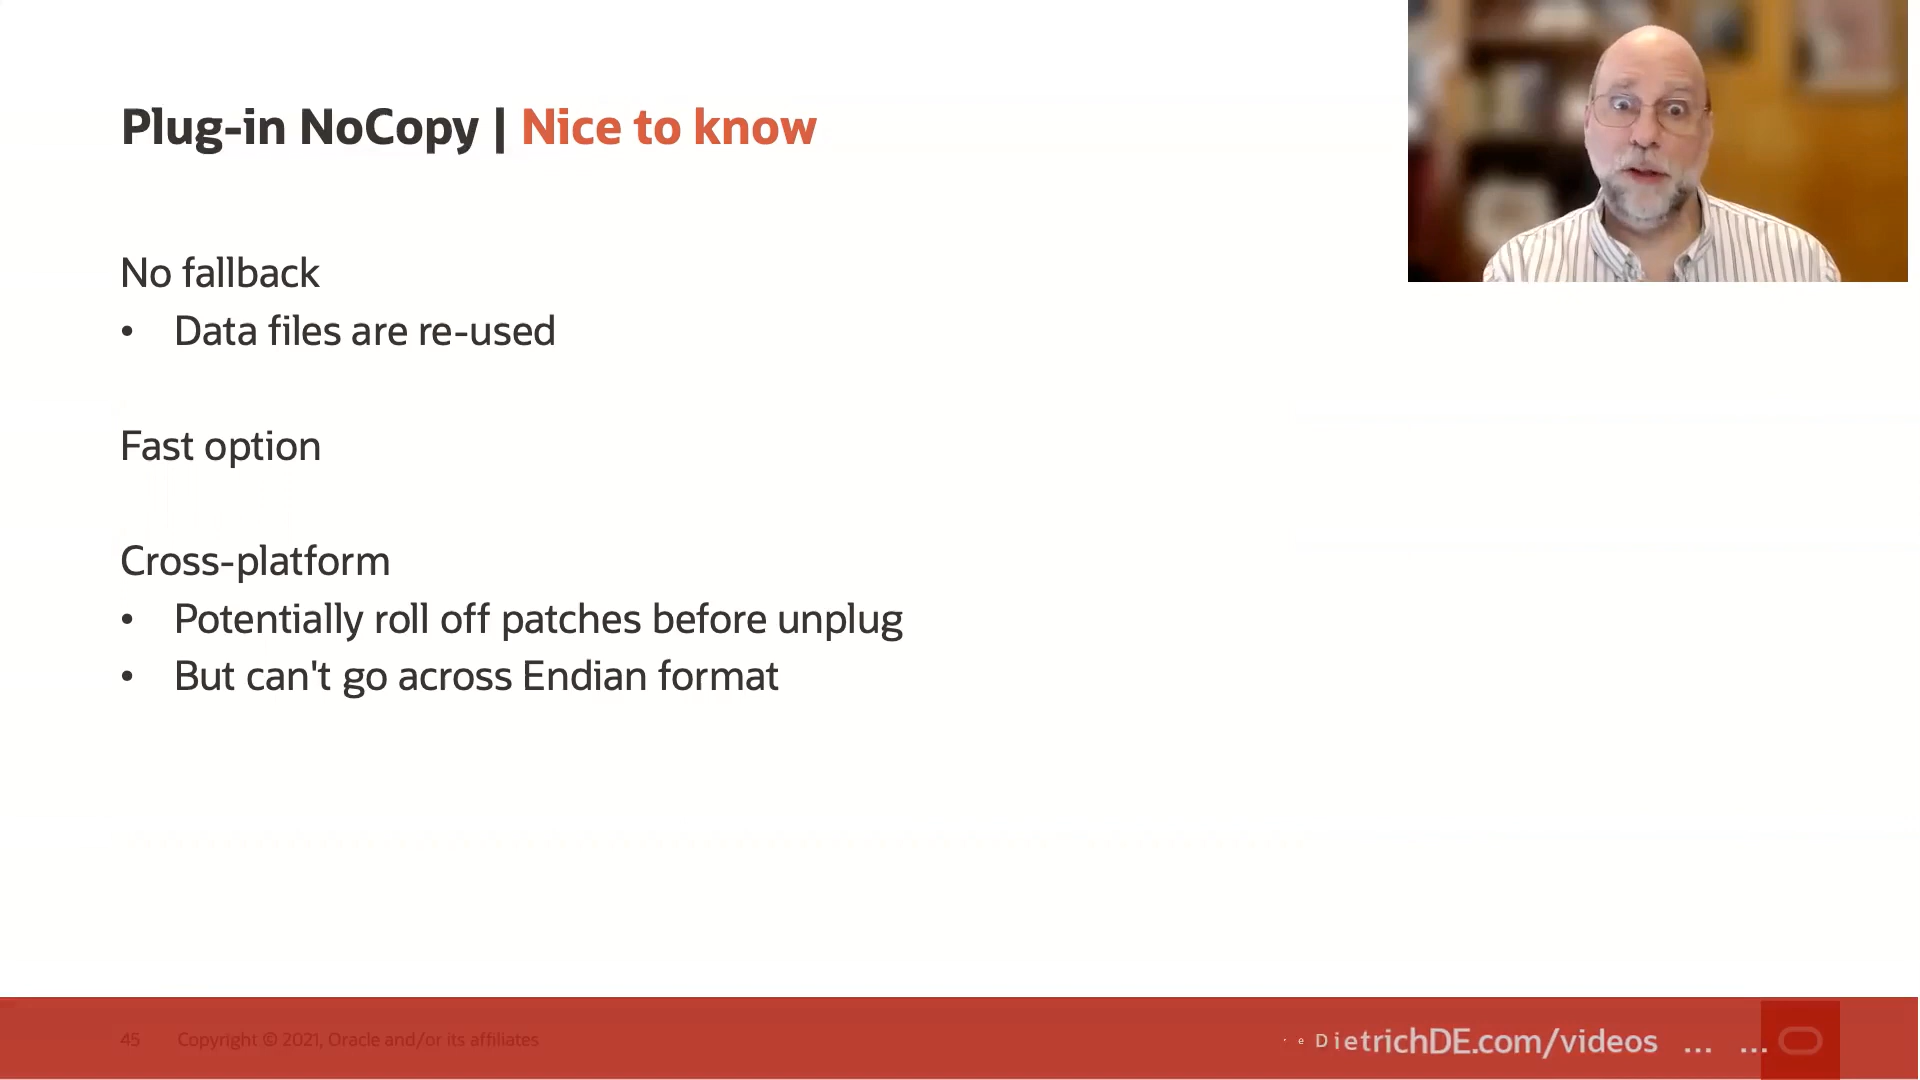 Plug-in NoCopy | Nice to know
No fallback
• Data files are re-used
Fast option
Cross-platform
• Potentially roll off patches before unplug
• But can't go across Endian format
45 Copyright © 2021, Oracle and/or its affiliates
DietrichDE.com/videos ... ...